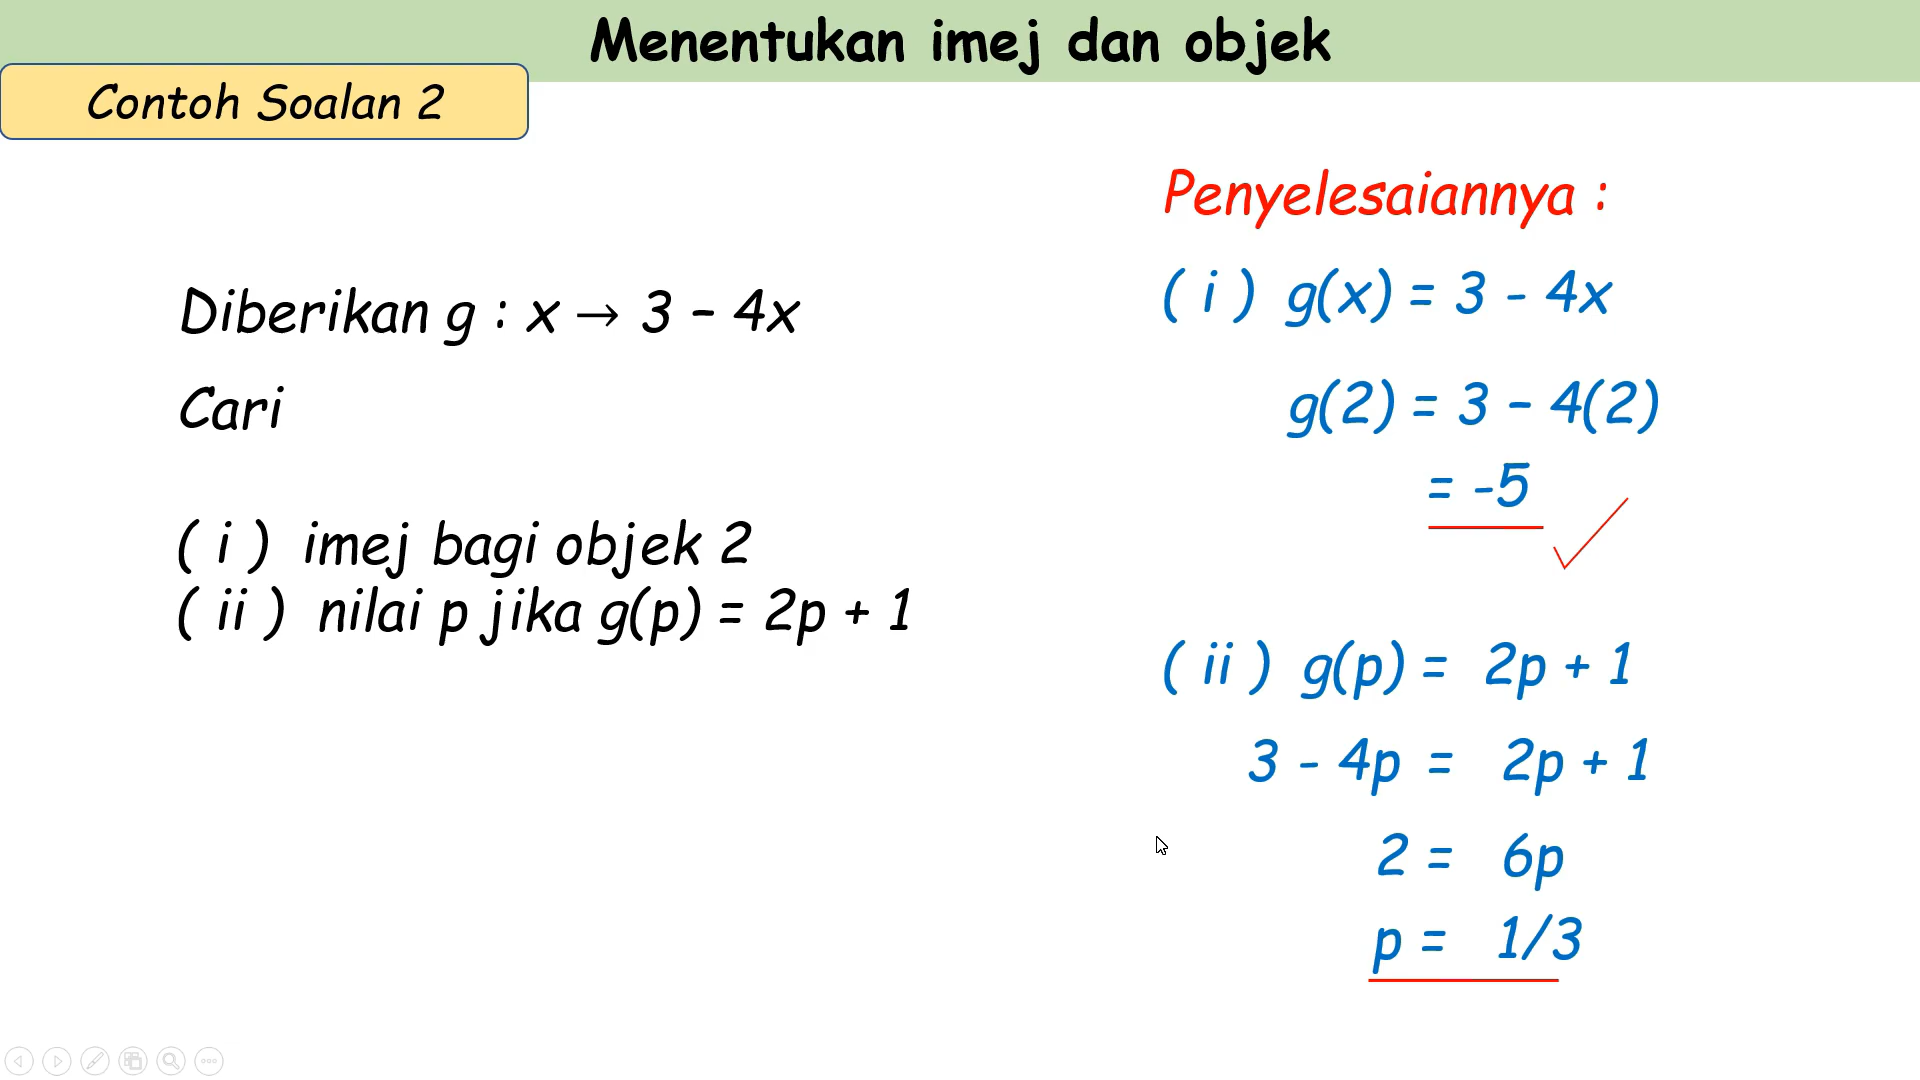 Menentukan imej dan objek
Contoh Soalan 2
Diberikan g : x → 3 – 4x
Cari
( i ) imej bagi objek 2
( ii ) nilai p jika g(p) = 2p + 1
Penyelesaiannya :
( i ) g(x) = 3 - 4x
g(2) = 3 – 4(2)
= -5
( ii ) g(p) = 2p + 1
3 - 4p = 2p + 1
2 = 6p
p = 1/3